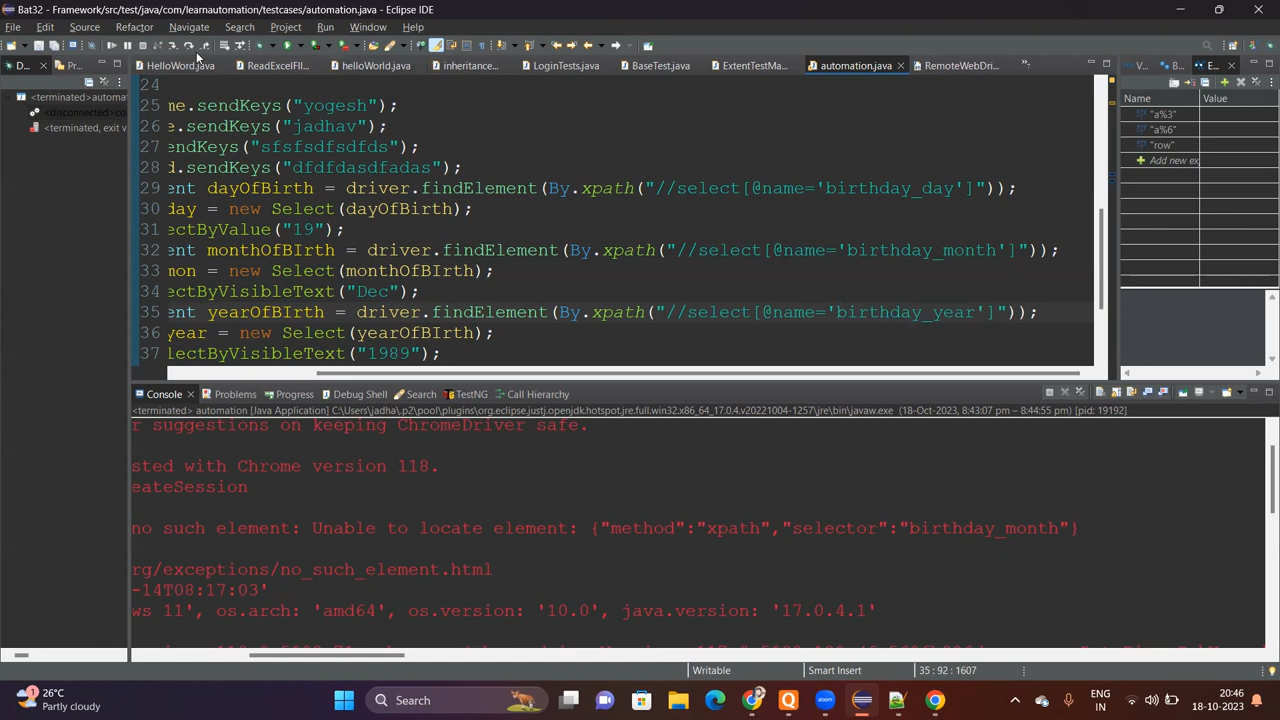 Bat32 - Framework/src/test/java/com/learnautomation/testcases/automation.java - Eclipse IDE
File Edit Source Refactor Navigate Search Project Run Window Help
D... Pr... HelloWord.java ReadExcelFIl... helloWorld.java inheritance... LoginTests.java BaseTest.java ExtentTestMa... automation.java RemoteWebDri... V... B... E...
<terminated>automat
<disconnected>co
<terminated, exit v
24
25 me.sendKeys("yogesh");
26 e.sendKeys("jadhav");
27 endKeys("sfsfsdfsdfds");
28 d.sendKeys("dfdfdasdfadas");
29 ent dayOfBirth = driver.findElement(By.xpath("//select[@name='birthday_day']"));
30 day = new Select(dayOfBirth);
31 ectByValue("19");
32 ent monthOfBIrth = driver.findElement(By.xpath("//select[@name='birthday_month']"));
33 mon = new Select(monthOfBIrth);
34 ectByVisibleText("Dec");
35 ent yearOfBIrth = driver.findElement(By.xpath("//select[@name='birthday_year']"));
36 year = new Select(yearOfBIrth);
37 lectByVisibleText("1989");
Name Value
"a%3"
"a%6"
"row"
Add new ex
Console Problems Progress Debug Shell Search TestNG Call Hierarchy
<terminated> automation [Java Application] C:\Users\jadha\.p2\pool\plugins\org.eclipse.justj.openjdk.hotspot.jre.full.win32.x86_64_17.0.4.v20221004-1257\jre\bin\javaw.exe (18-Oct-2023, 8:43:07 pm – 8:44:55 pm) [pid: 19192]
r suggestions on keeping ChromeDriver safe.
sted with Chrome version 118.
eateSession
no such element: Unable to locate element: {"method":"xpath","selector":"birthday_month"}
rg/exceptions/no_such_element.html
-14T08:17:03'
ws 11', os.arch: 'amd64', os.version: '10.0', java.version: '17.0.4.1'
Writable Smart Insert 35 : 92 : 1607
1 26°C
Partly cloudy
Search
zoom
ENG
IN
20:46
18-10-2023